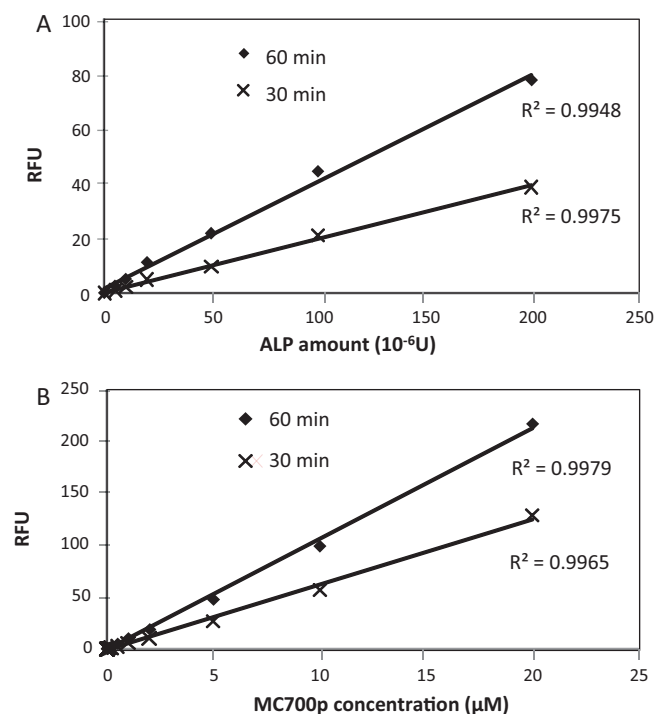 A
100
80
60
40
20
0
RFU
60 min
30 min
R² = 0.9948
R² = 0.9975
0 50 100 150 200 250
ALP amount (10⁻⁶U)
B
250
200
150
100
50
0
RFU
60 min
30 min
R² = 0.9979
R² = 0.9965
0 5 10 15 20 25
MC700p concentration (µM)